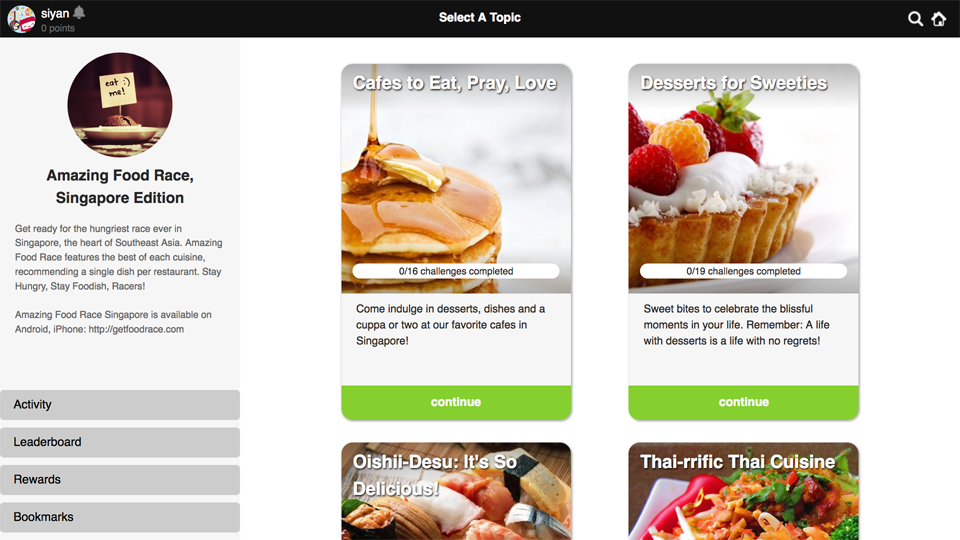 siyan
0 points
Select A Topic
eat :)
me!
Amazing Food Race,
Singapore Edition
Get ready for the hungriest race ever in
Singapore, the heart of Southeast Asia. Amazing
Food Race features the best of each cuisine,
recommending a single dish per restaurant. Stay
Hungry, Stay Foodish, Racers!
Amazing Food Race Singapore is available on
Android, iPhone: http://getfoodrace.com
Activity
Leaderboard
Rewards
Bookmarks
Cafes to Eat, Pray, Love
0/16 challenges completed
Come indulge in desserts, dishes and a
cuppa or two at our favorite cafes in
Singapore!
continue
Desserts for Sweeties
0/19 challenges completed
Sweet bites to celebrate the blissful
moments in your life. Remember: A life
with desserts is a life with no regrets!
continue
Oishii-Desu: It's So
Delicious!
Thai-rrific Thai Cuisine